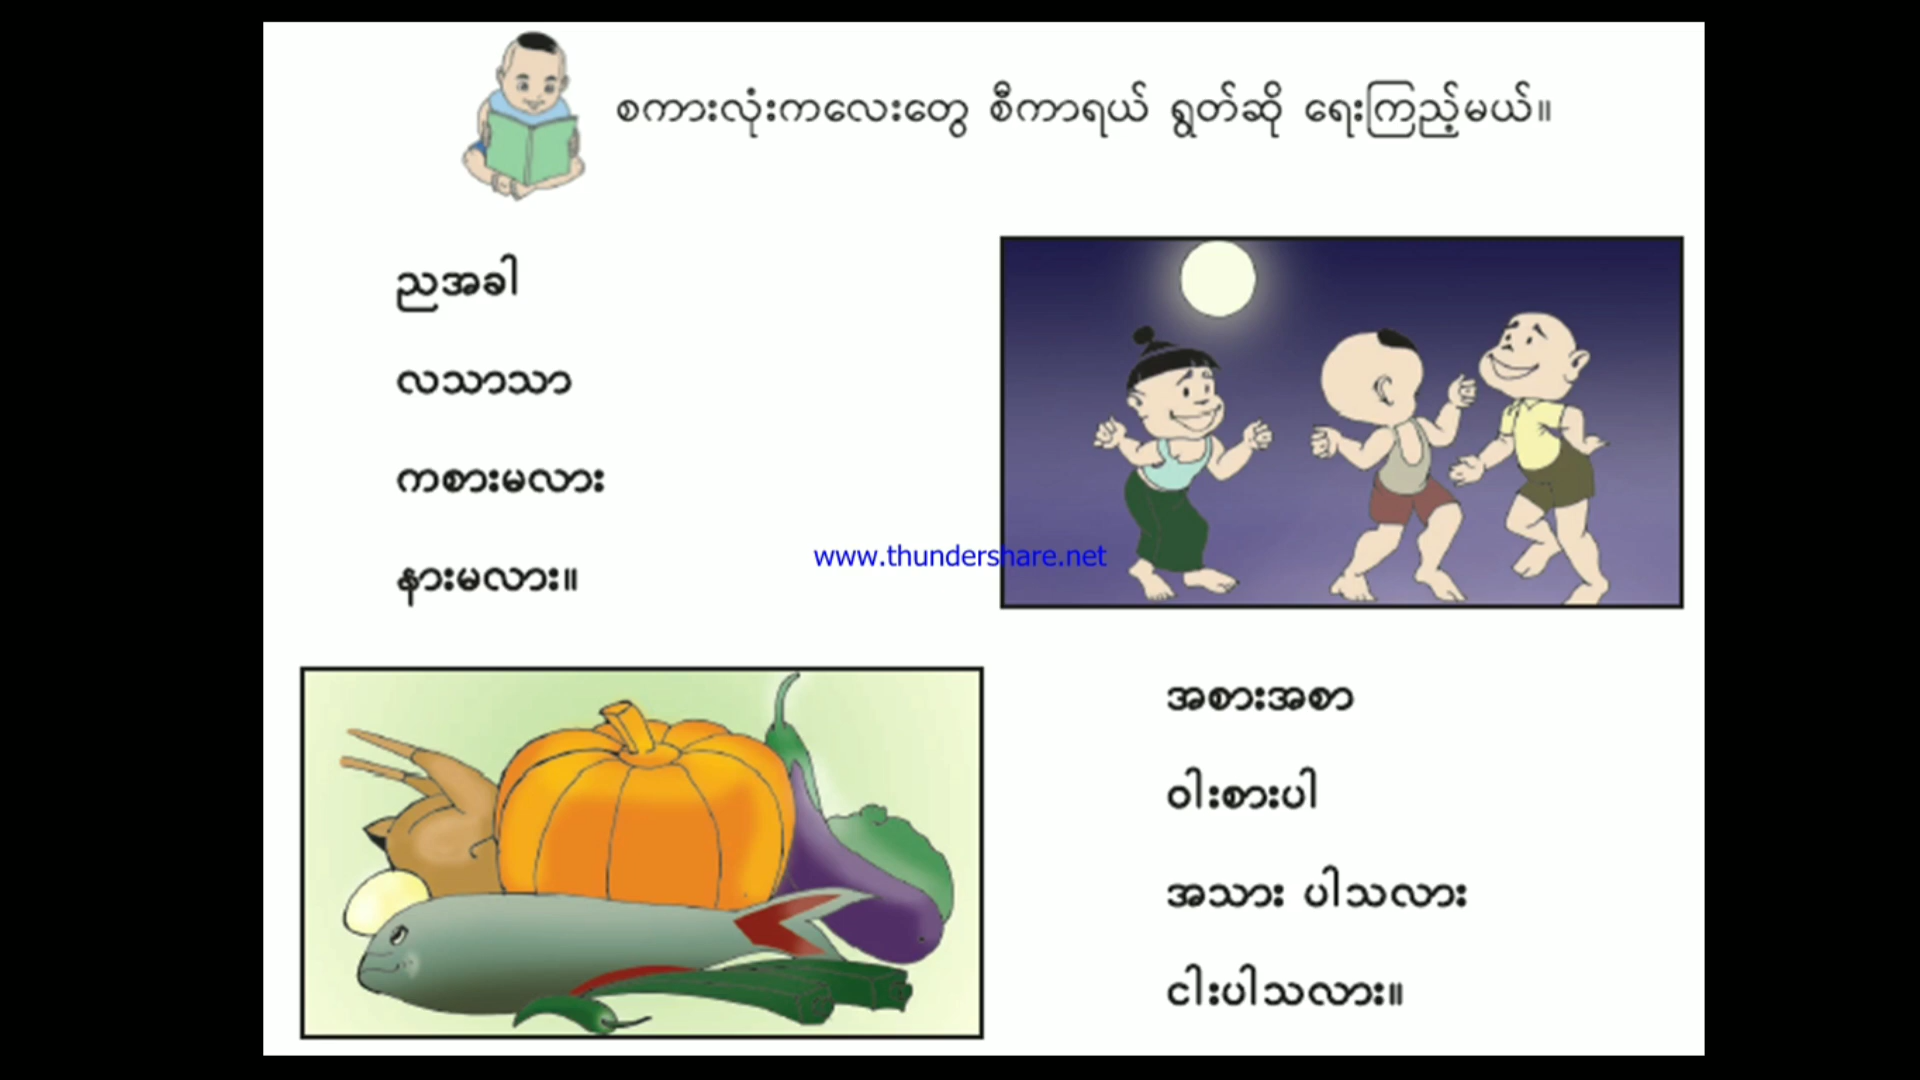 စကားလုံးကလေးတွေ စီကာရယ် ရွတ်ဆို ရေးကြည့်မယ်။
ညအခါ
လသာသာ
ကစားမလား
နားမလား။
www.thundershare.net
အစားအစာ
ဝါးစားပါ
အသား ပါသလား
ငါးပါသလား။